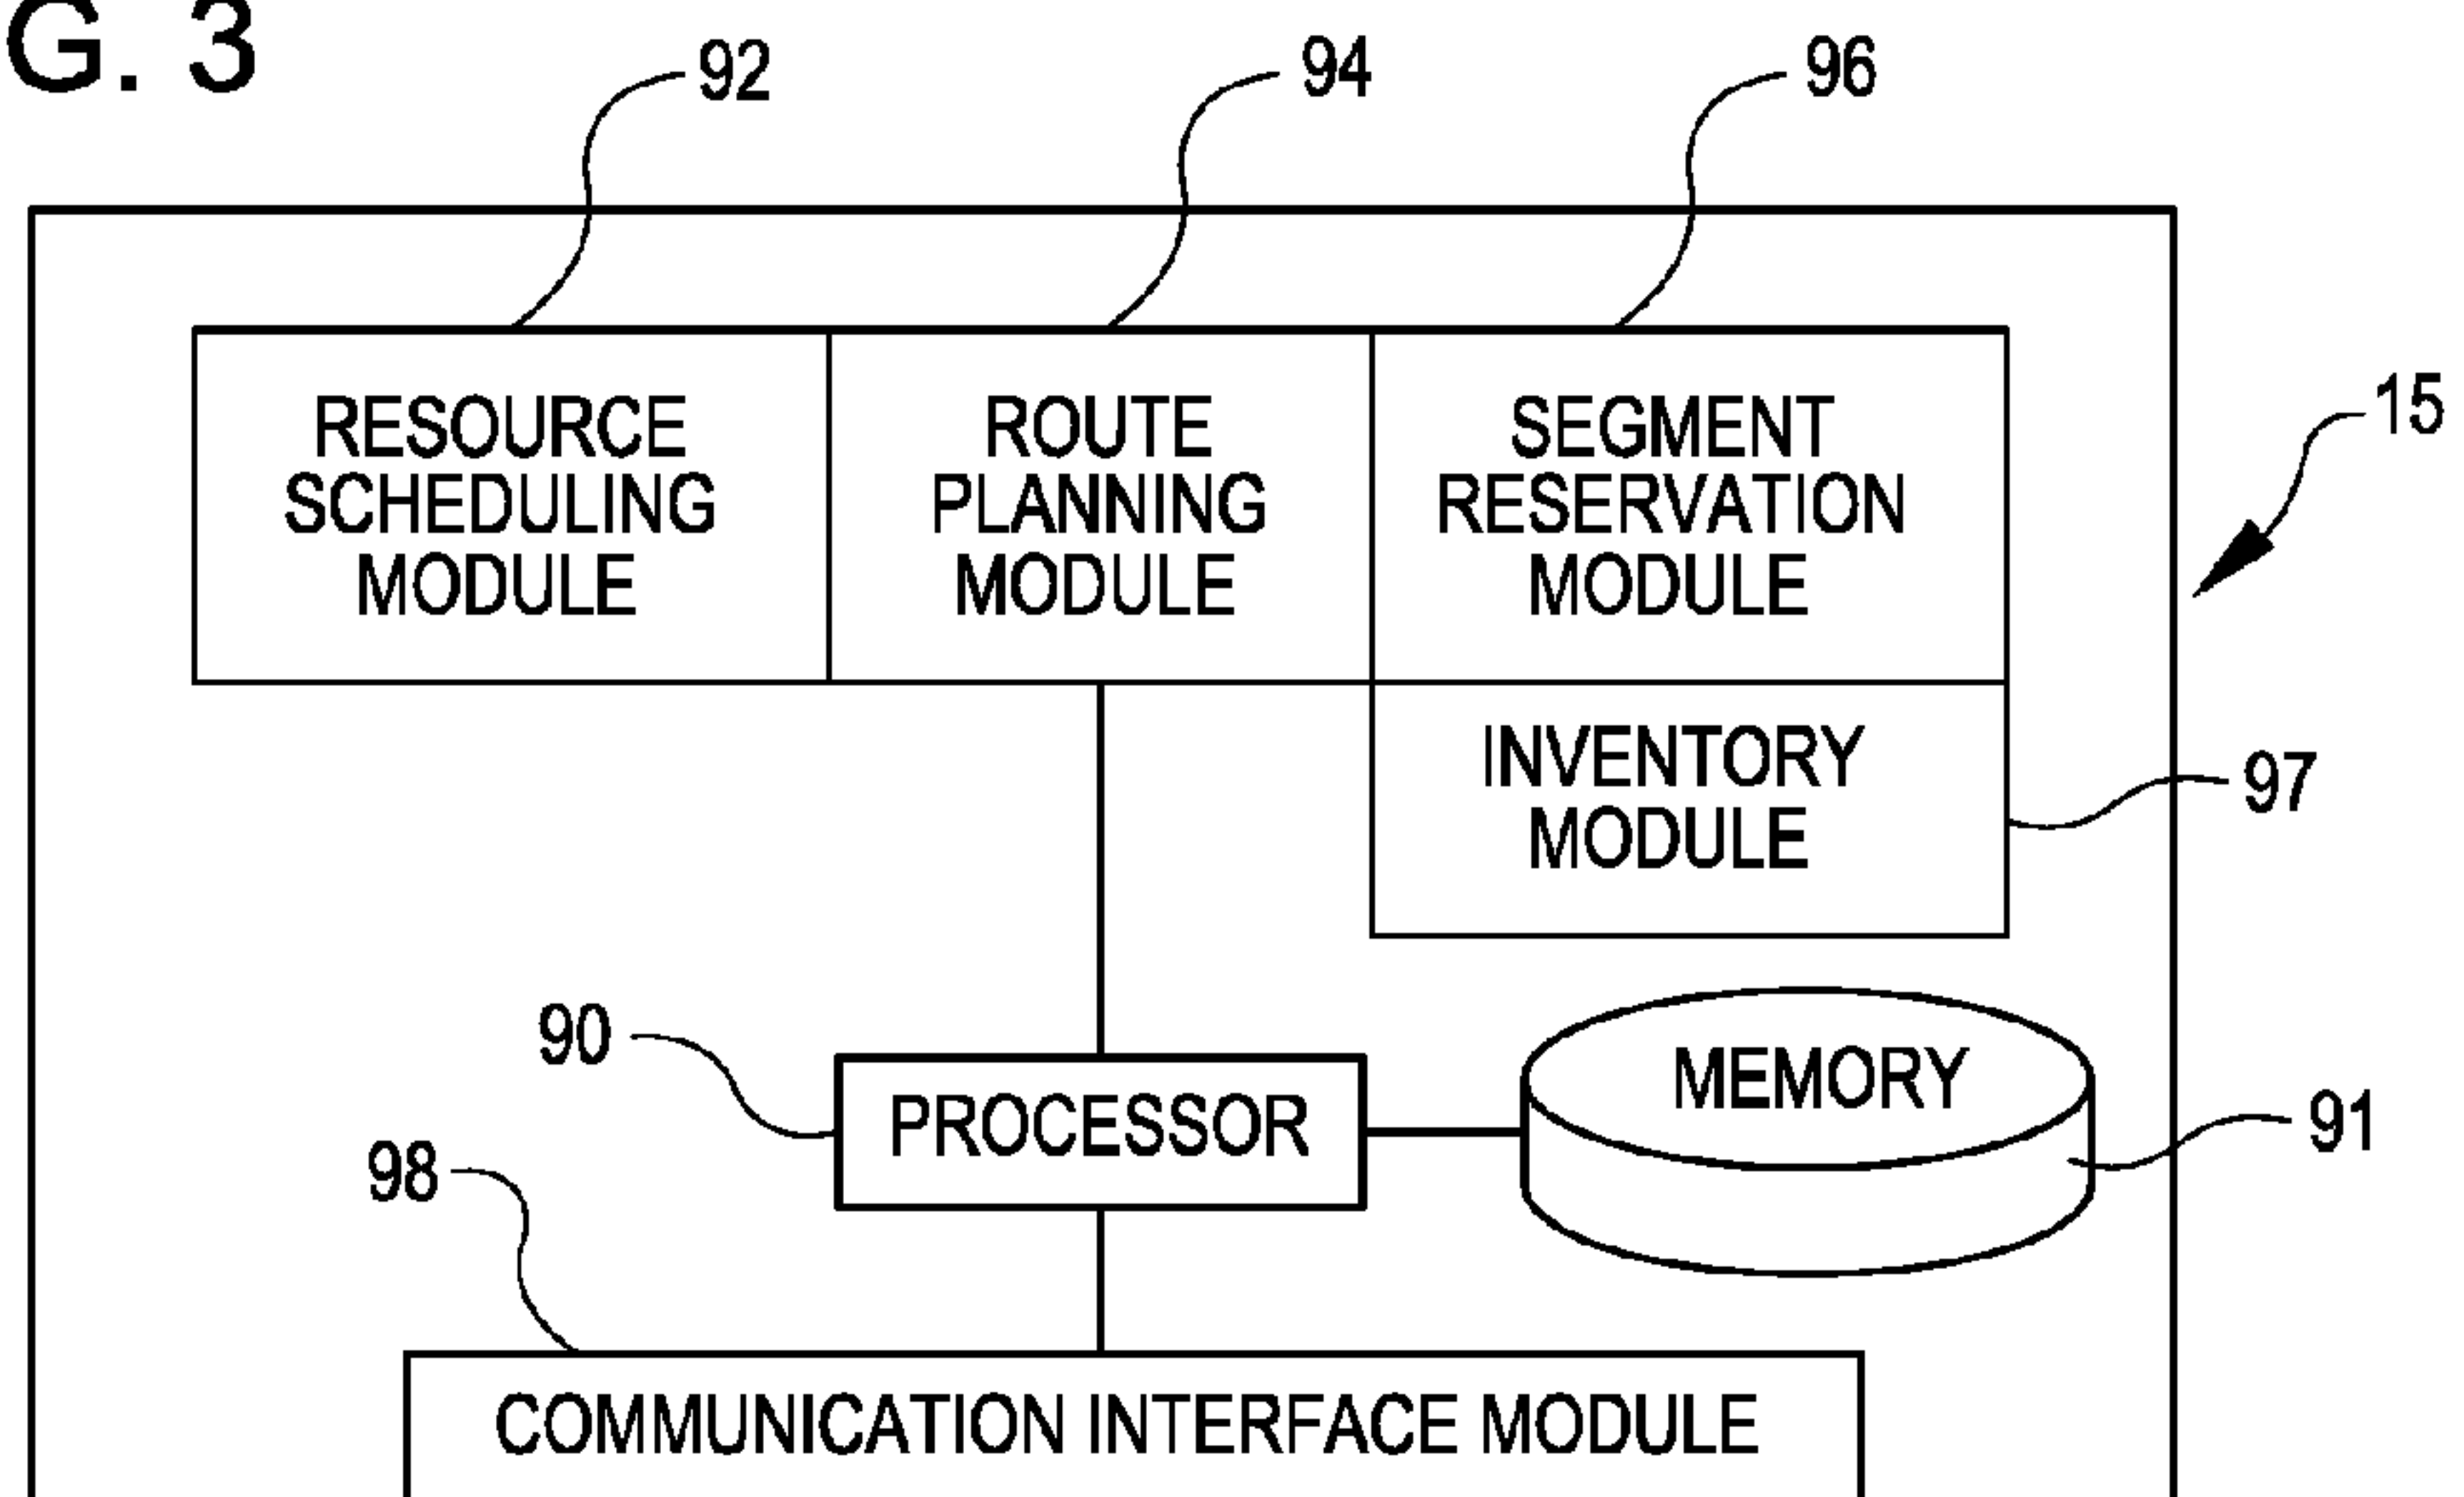 G. 3
92
94
96
RESOURCE
SCHEDULING
MODULE
ROUTE
PLANNING
MODULE
SEGMENT
RESERVATION
MODULE
15
INVENTORY
MODULE
97
90
PROCESSOR
MEMORY
91
98
COMMUNICATION INTERFACE MODULE